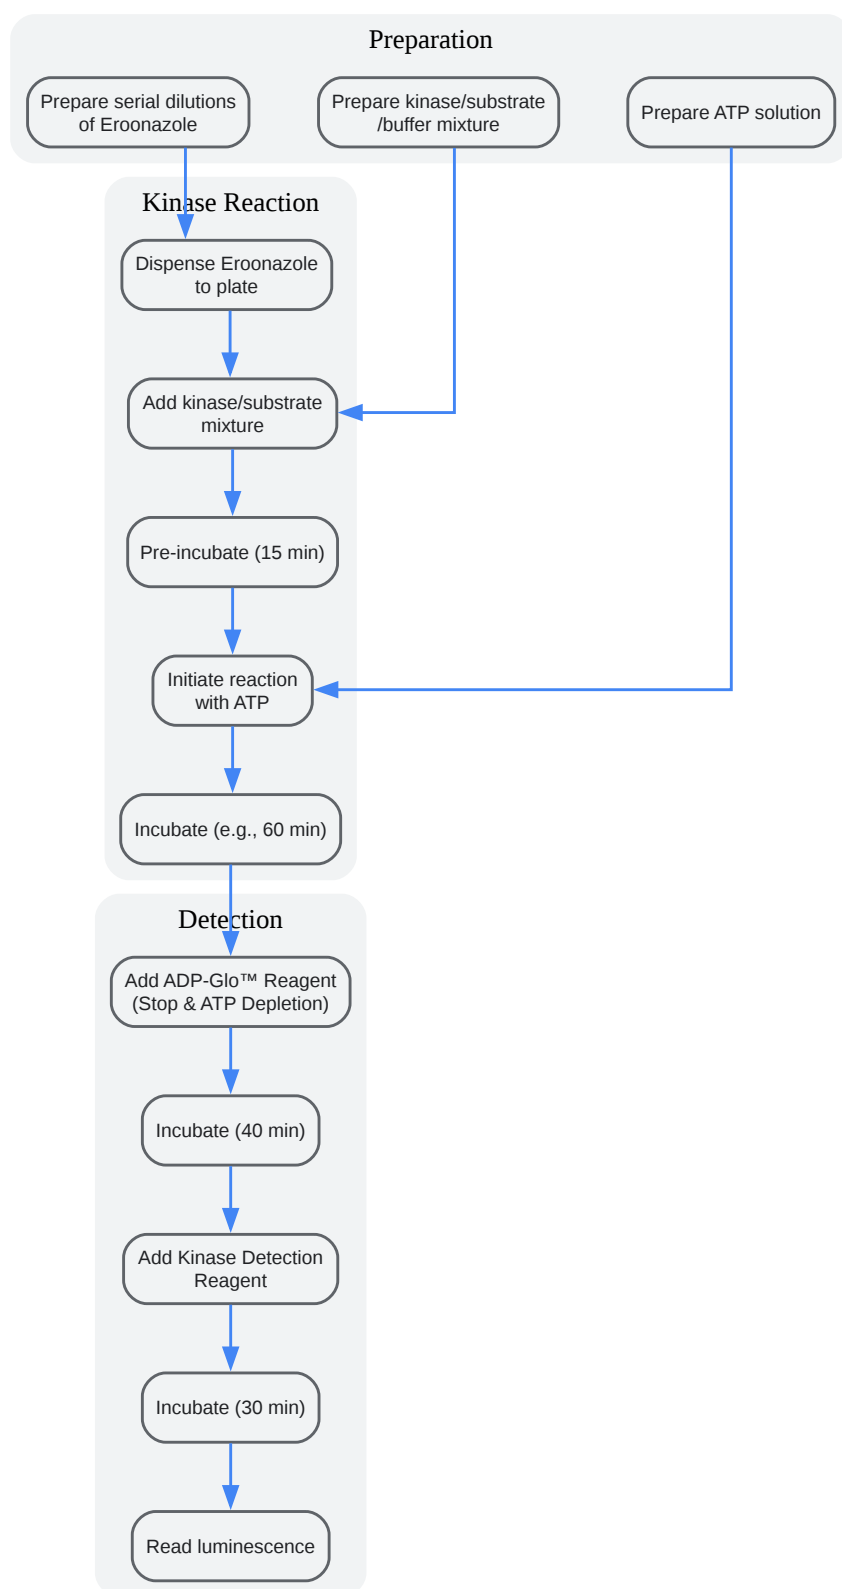 Preparation
Prepare serial dilutions
of Eroonazole
Prepare kinase/substrate
/buffer mixture
Prepare ATP solution
Kinase Reaction
Dispense Eroonazole
to plate
Add kinase/substrate
mixture
Pre-incubate (15 min)
Initiate reaction
with ATP
Incubate (e.g., 60 min)
Detection
Add ADP-Glo™ Reagent
(Stop & ATP Depletion)
Incubate (40 min)
Add Kinase Detection
Reagent
Incubate (30 min)
Read luminescence